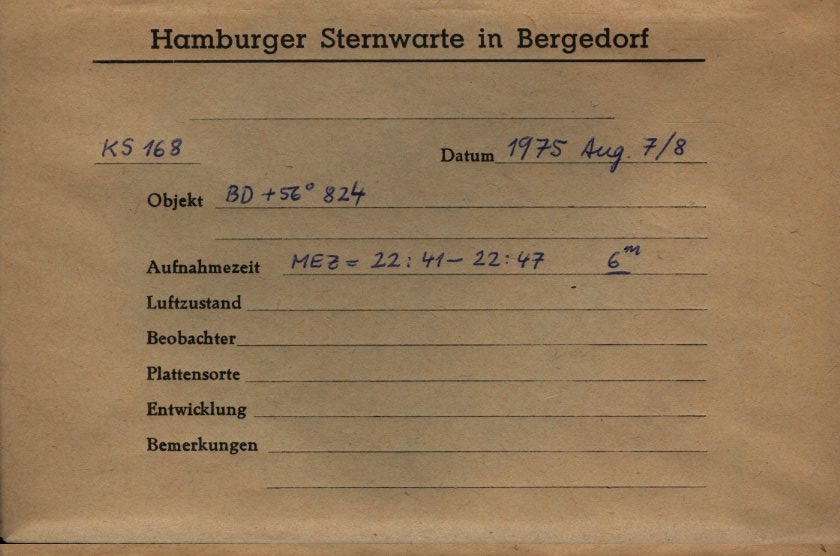 Hamburger Sternwarte in Bergedorf
KS 168 Datum 1975 Aug. 7/8
Objekt BD +56° 824
Aufnahmezeit MEZ = 22:41 – 22:47 6ᵐ
Luftzustand
Beobachter
Plattensorte
Entwicklung
Bemerkungen